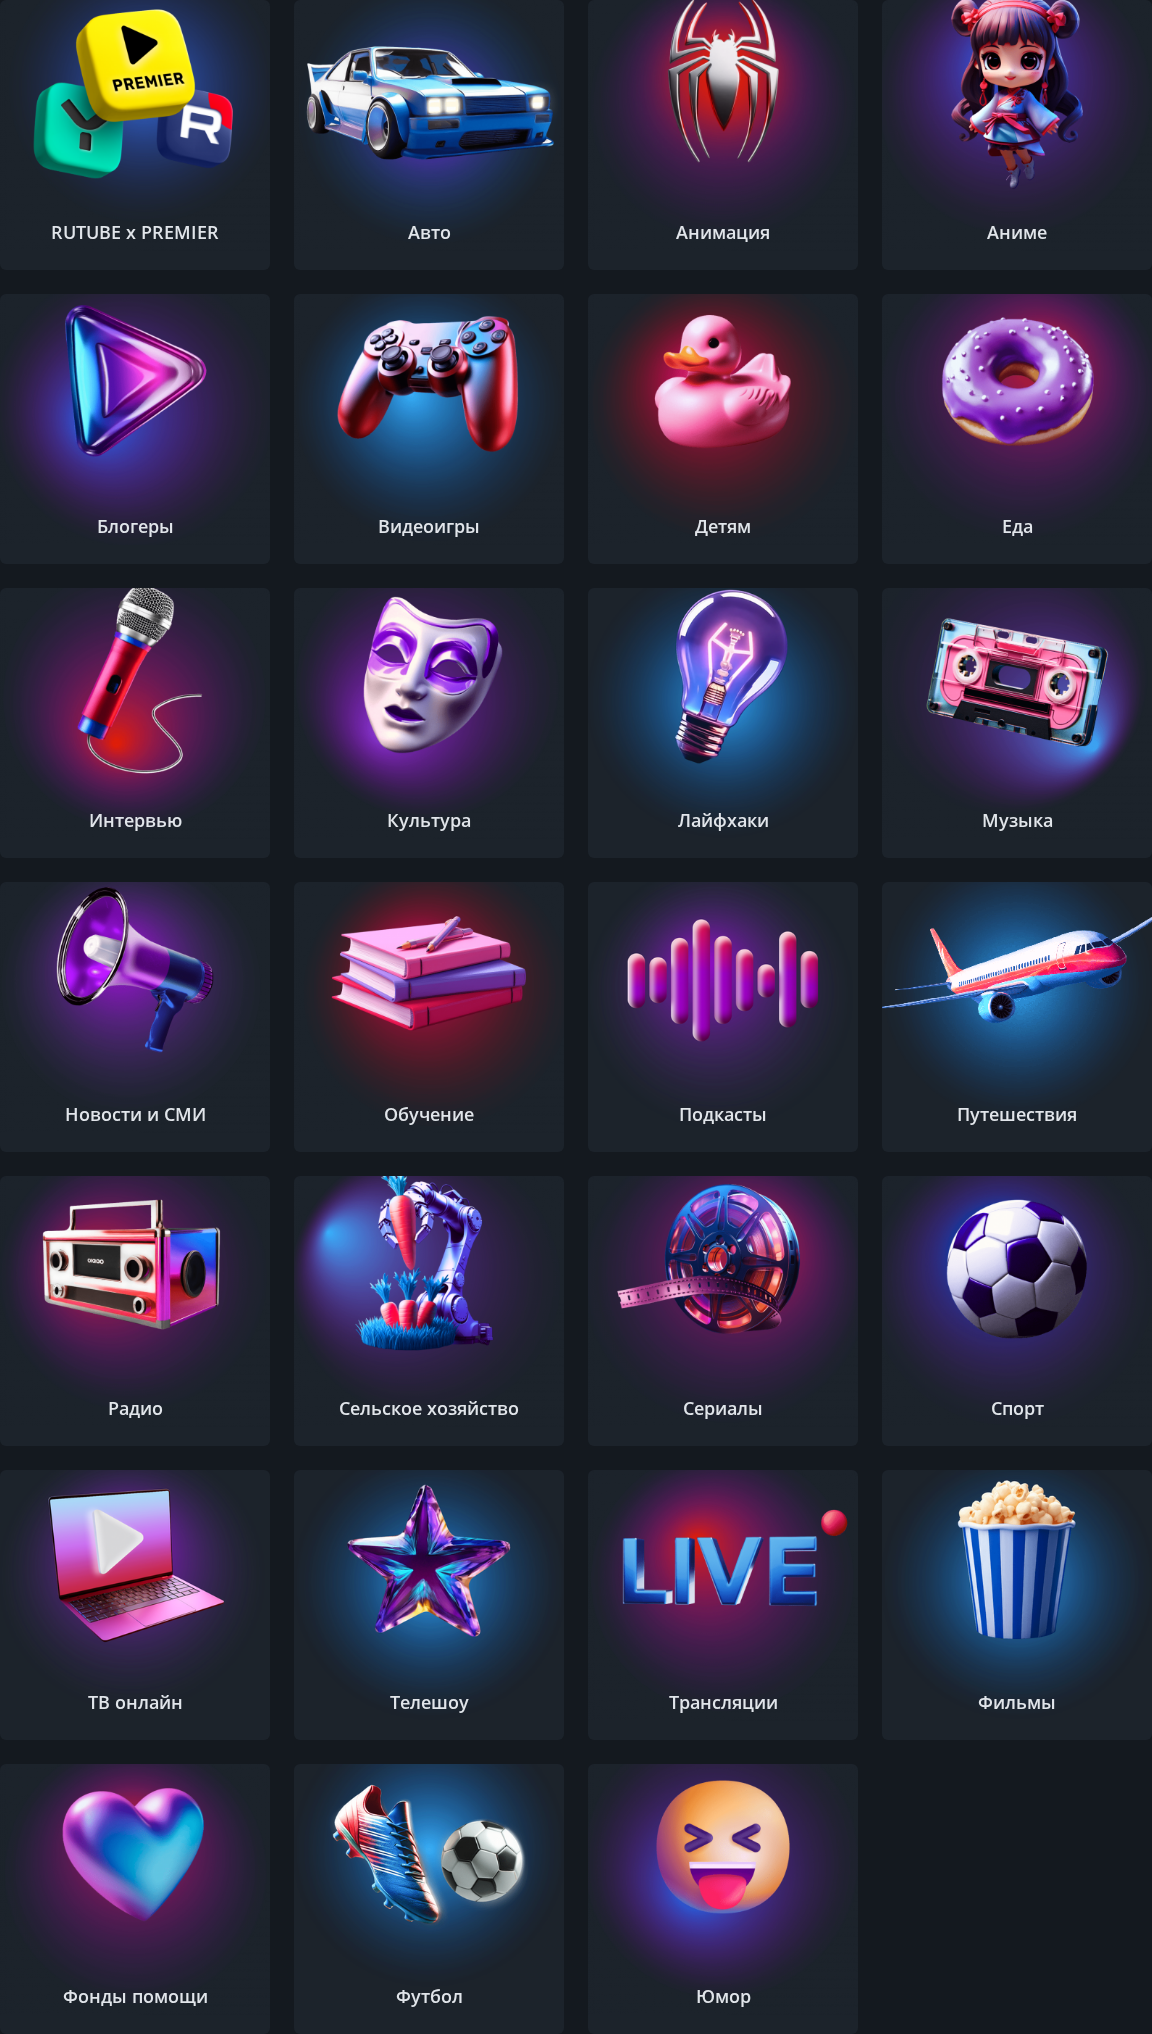 PREMIER
R
RUTUBE x PREMIER
Авто
Анимация
Аниме
Блогеры
Видеоигры
Детям
Еда
Интервью
Культура
Лайфхаки
Музыка
Новости и СМИ
Обучение
Подкасты
Путешествия
Радио
Сельское хозяйство
Сериалы
Спорт
LIVE
ТВ онлайн
Телешоу
Трансляции
Фильмы
Фонды помощи
Футбол
Юмор